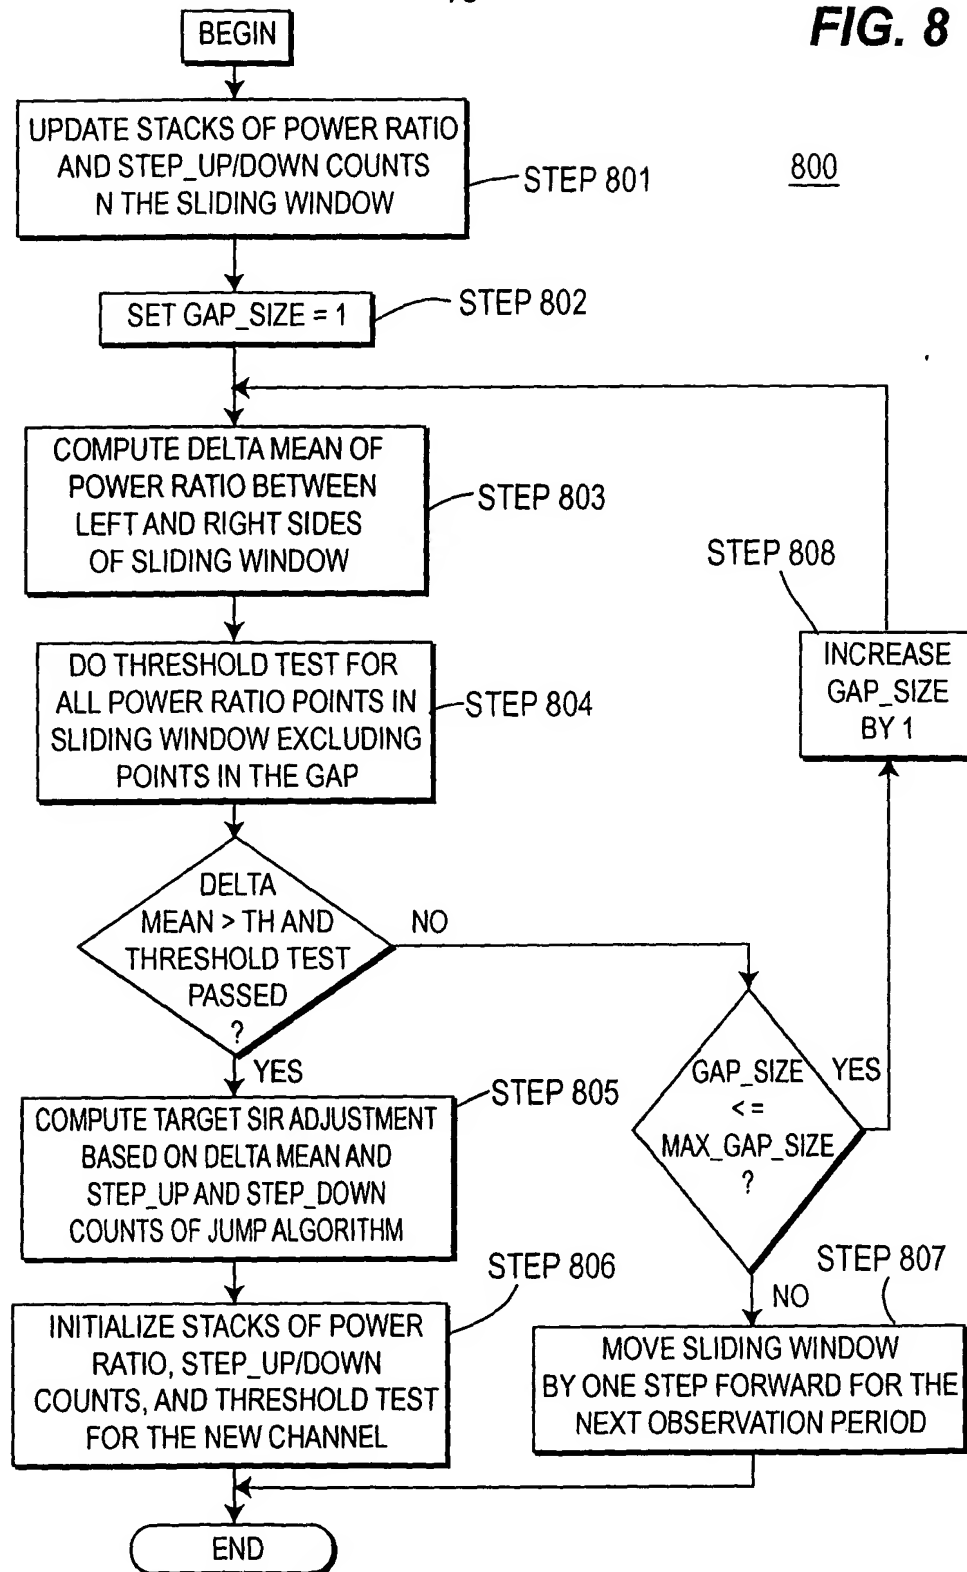 FIG. 8
BEGIN
UPDATE STACKS OF POWER RATIO
AND STEP_UP/DOWN COUNTS
N THE SLIDING WINDOW
STEP 801
800
SET GAP_SIZE = 1
STEP 802
COMPUTE DELTA MEAN OF
POWER RATIO BETWEEN
LEFT AND RIGHT SIDES
OF SLIDING WINDOW
STEP 803
STEP 808
INCREASE
GAP_SIZE
BY 1
DO THRESHOLD TEST FOR
ALL POWER RATIO POINTS IN
SLIDING WINDOW EXCLUDING
POINTS IN THE GAP
STEP 804
DELTA
MEAN > TH AND
THRESHOLD TEST
PASSED
?
NO
YES
GAP_SIZE
< =
MAX_GAP_SIZE
?
YES
NO
COMPUTE TARGET SIR ADJUSTMENT
BASED ON DELTA MEAN AND
STEP_UP AND STEP_DOWN
COUNTS OF JUMP ALGORITHM
STEP 805
STEP 806
STEP 807
INITIALIZE STACKS OF POWER
RATIO, STEP_UP/DOWN
COUNTS, AND THRESHOLD TEST
FOR THE NEW CHANNEL
MOVE SLIDING WINDOW
BY ONE STEP FORWARD FOR THE
NEXT OBSERVATION PERIOD
END